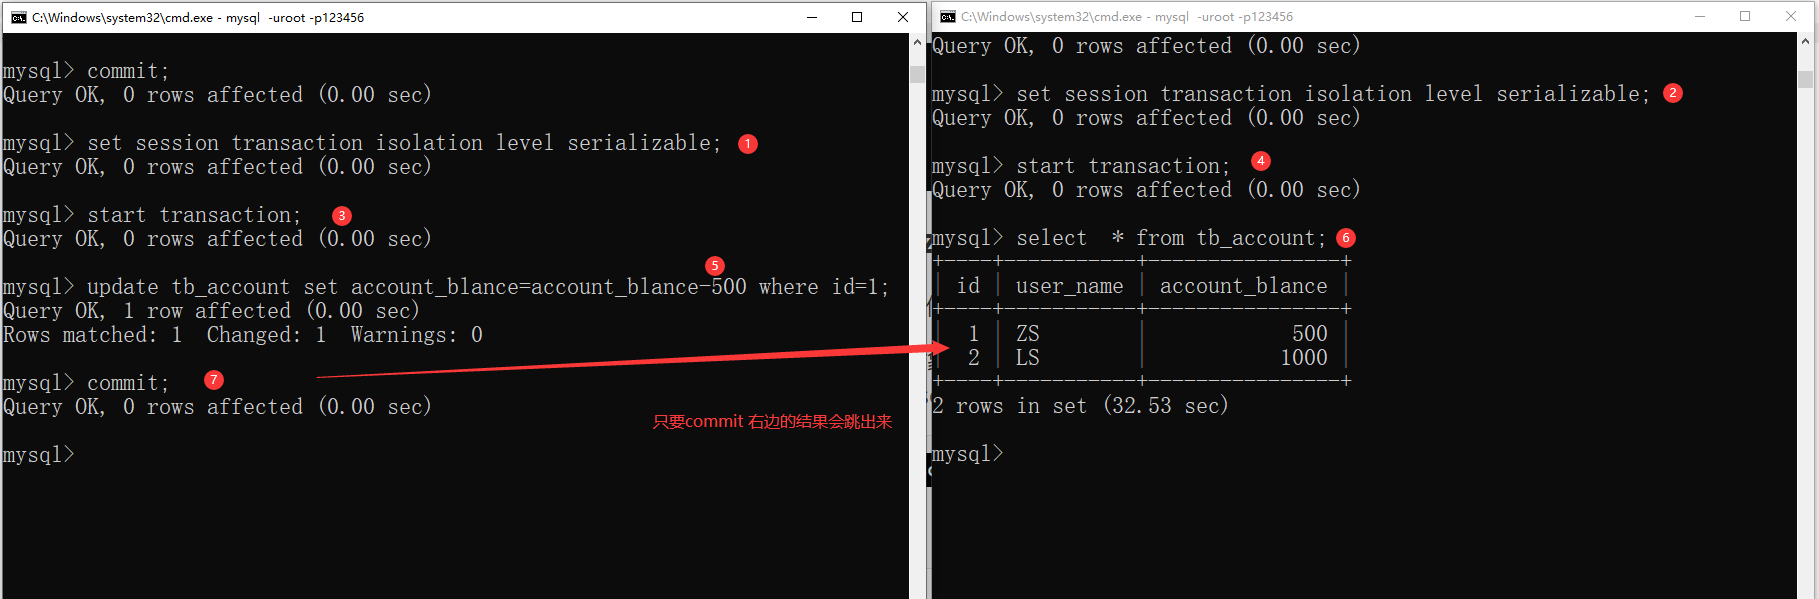 C:\Windows\system32\cmd.exe - mysql  -uroot -p123456
mysql> commit;
Query OK, 0 rows affected (0.00 sec)
mysql> set session transaction isolation level serializable; 1
Query OK, 0 rows affected (0.00 sec)
mysql> start transaction; 3
Query OK, 0 rows affected (0.00 sec)
5
mysql> update tb_account set account_blance=account_blance-500 where id=1;
Query OK, 1 row affected (0.00 sec)
Rows matched: 1  Changed: 1  Warnings: 0
mysql> commit; 7
Query OK, 0 rows affected (0.00 sec)
只要commit 右边的结果会跳出来
mysql>
C:\Windows\system32\cmd.exe - mysql  -uroot -p123456
Query OK, 0 rows affected (0.00 sec)
mysql> set session transaction isolation level serializable; 2
Query OK, 0 rows affected (0.00 sec)
mysql> start transaction; 4
Query OK, 0 rows affected (0.00 sec)
mysql> select  * from tb_account; 6
+----+-----------+----------------+
| id | user_name | account_blance |
+----+-----------+----------------+
|  1 | ZS        |            500 |
|  2 | LS        |           1000 |
+----+-----------+----------------+
2 rows in set (32.53 sec)
mysql>